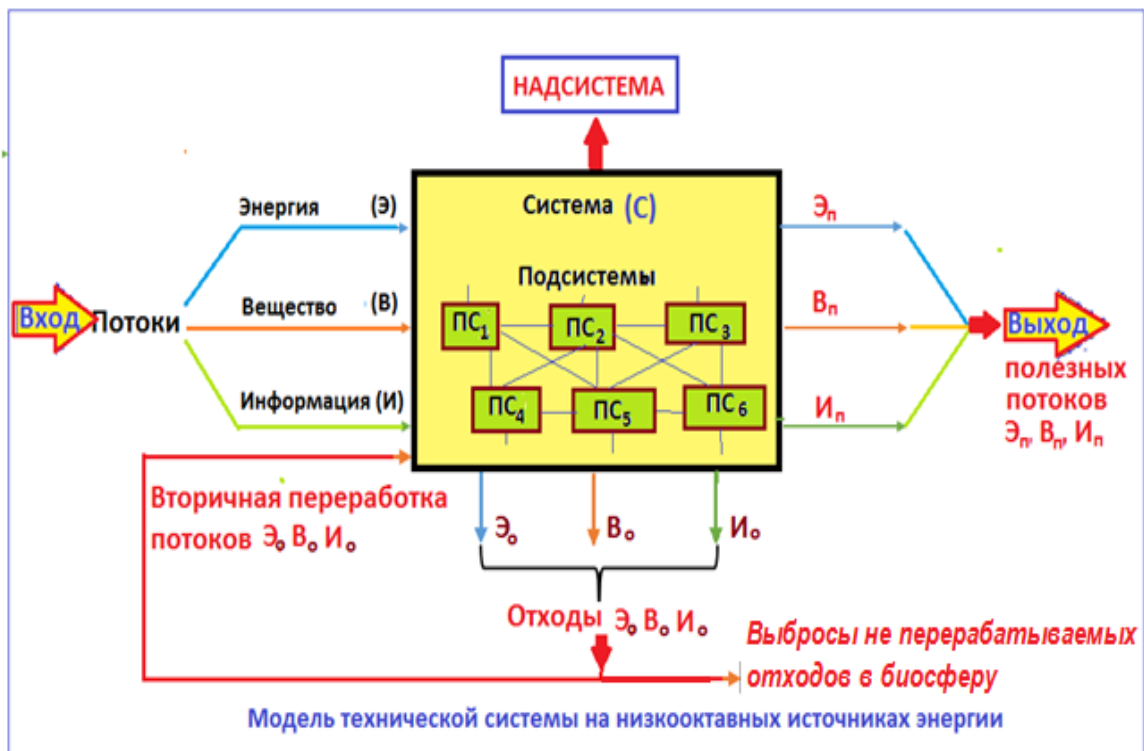 НАДСИСТЕМА
Система (С)
Энергия (Э)
Эп
Подсистемы
Вход
Потоки
Вещество (В)
ПС1 ПС2 ПС3
Вп
Выход
полезных
потоков
Эп, Вп, Ип
Информация (И)
ПС4 ПС5 ПС6
Ип
Вторичная переработка
потоков Эо Во Ио
Эо Во Ио
Отходы Эо Во Ио
Выбросы не перерабатываемых
отходов в биосферу
Модель технической системы на низкооктавных источниках энергии